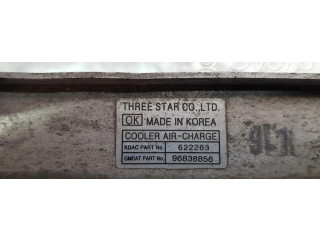 THREE STAR CO.,LTD.
OK MADE IN KOREA
COOLER AIR-CHARGE
KDAC PART No. 622263
GMDAT PART No. 96838856